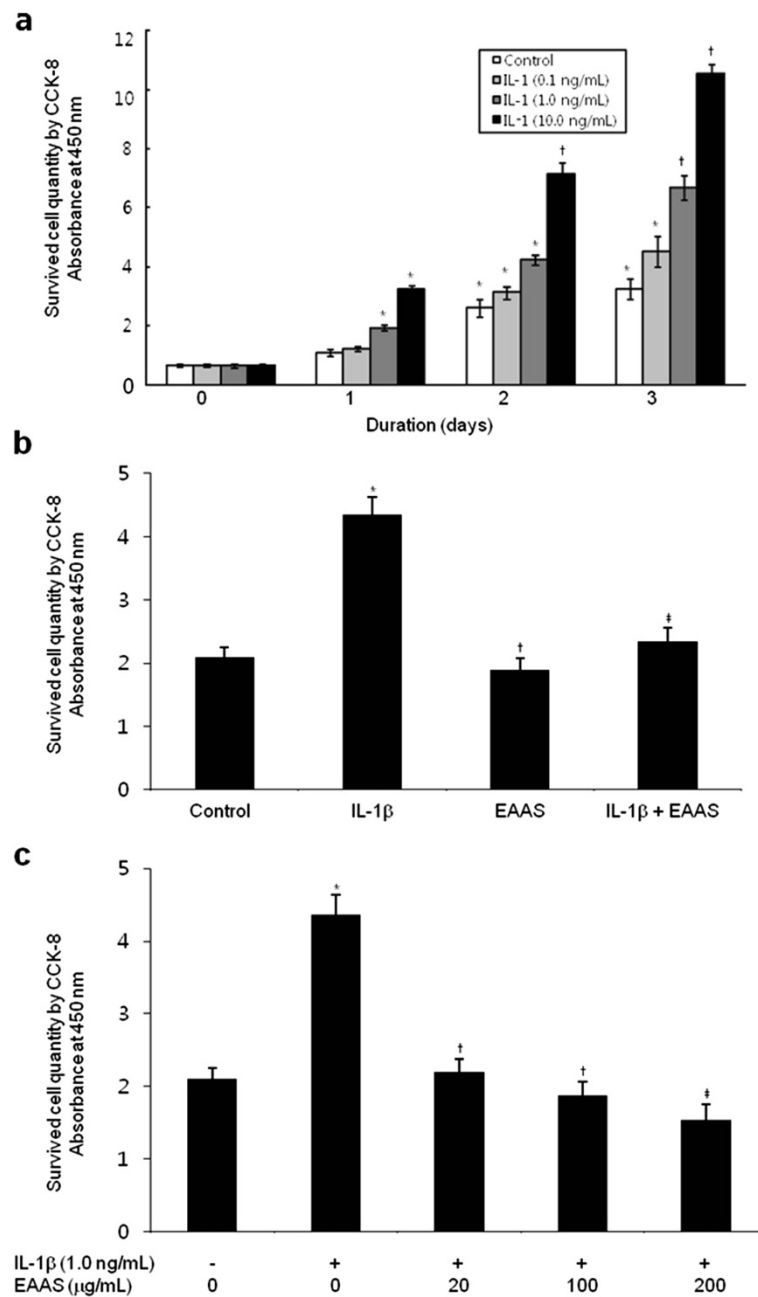 a
Survived cell quantity by CCK-8
Absorbance at 450 nm
12
10
8
6
4
2
0
Control
IL-1 (0.1 ng/mL)
IL-1 (1.0 ng/mL)
IL-1 (10.0 ng/mL)
* * * * * † * * † †
0 1 2 3
Duration (days)
b
Survived cell quantity by CCK-8
Absorbance at 450 nm
5
4
3
2
1
0
* † ‡
Control IL-1β EAAS IL-1β + EAAS
c
Survived cell quantity by CCK-8
Absorbance at 450 nm
5
4
3
2
1
0
* † † ‡
IL-1β (1.0 ng/mL) - + + + +
EAAS (μg/mL) 0 0 20 100 200